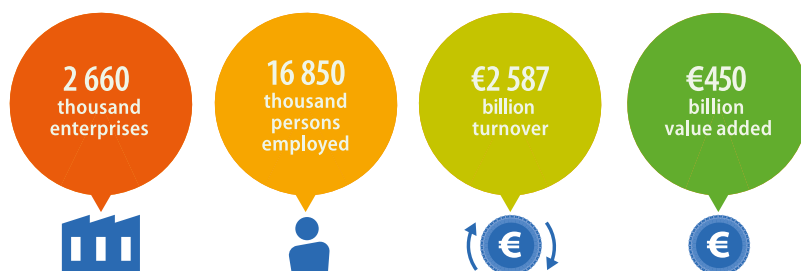 2 660
thousand
enterprises
16 850
thousand
persons
employed
€2 587
billion
turnover
€450
billion
value added
€
€